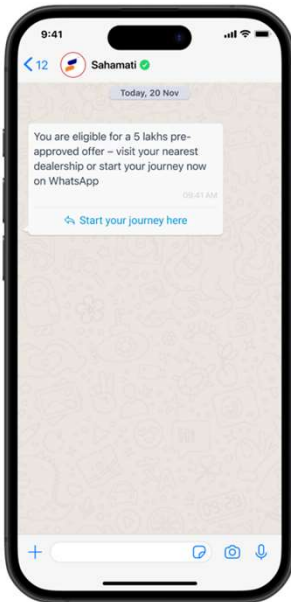 9:41
12 Sahamati
Today, 20 Nov
You are eligible for a 5 lakhs pre-
approved offer – visit your nearest
dealership or start your journey now
on WhatsApp
08:41 AM
Start your journey here